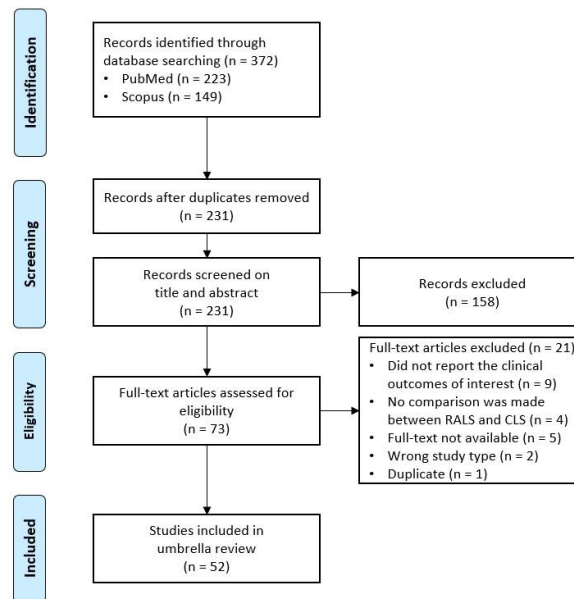 Identification
Records identified through
database searching (n = 372)
• PubMed (n = 223)
• Scopus (n = 149)
Screening
Records after duplicates removed
(n = 231)
Records screened on
title and abstract
(n = 231)
Records excluded
(n = 158)
Eligibility
Full-text articles assessed for
eligibility
(n = 73)
Full-text articles excluded (n = 21)
• Did not report the clinical
outcomes of interest (n = 9)
• No comparison was made
between RALS and CLS (n = 4)
• Full-text not available (n = 5)
• Wrong study type (n = 2)
• Duplicate (n = 1)
Included
Studies included in
umbrella review
(n = 52)